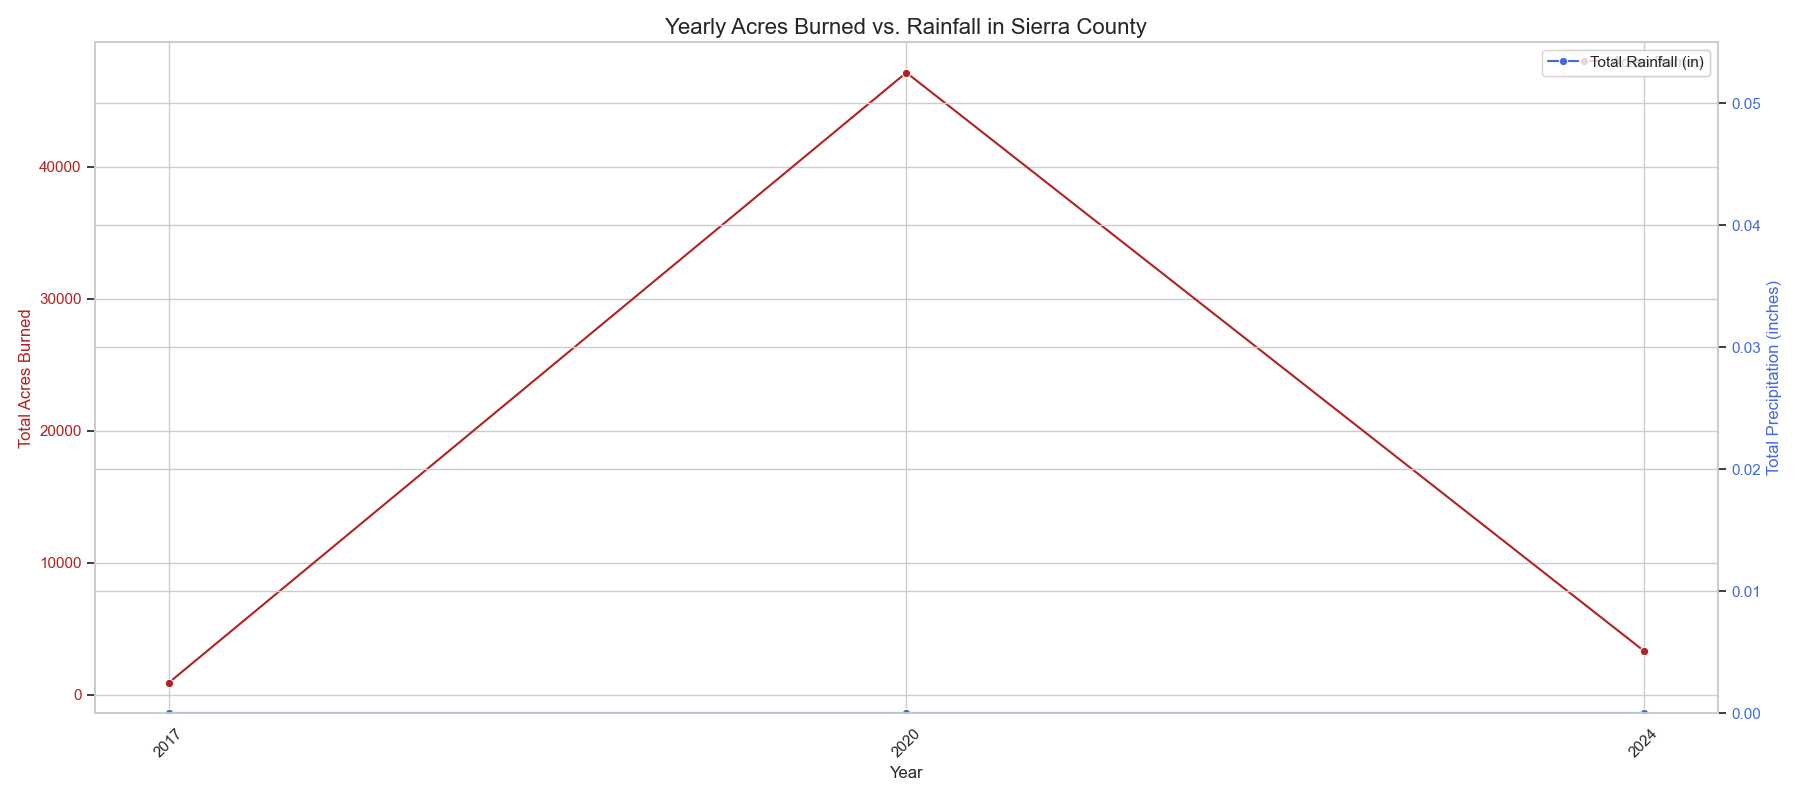 Yearly Acres Burned vs. Rainfall in Sierra County
Total Rainfall (in)
Total Acres Burned
40000
30000
20000
10000
0
0.05
0.04
0.03
0.02
0.01
0.00
Total Precipitation (inches)
2017
2020
2024
Year